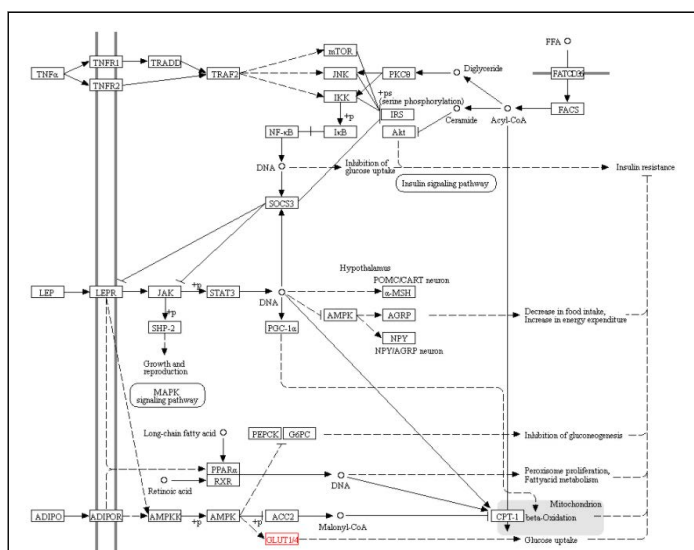 FFA
mTOR
TNFα
TNFR1
TRADD
TRAF2
JNK
PKCθ
Diglyceride
FAT/CD36
TNFR2
IKK
+ps
(serine phosphorylation)
IRS
Ceramide
Acyl-CoA
FACS
+p
NF-κB
IκB
Akt
DNA
Inhibition of
glucose uptake
Insulin signaling pathway
Insulin resistance
SOCS3
Hypothalamus
POMC/CART neuron
LEP
LEPR
JAK
+p
STAT3
DNA
α-MSH
+p
SHP-2
PGC-1α
AMPK
AGRP
Decrease in food intake,
Increase in energy expenditure
NPY
NPY/AGRP neuron
Growth and
reproduction
MAPK
signaling pathway
Long-chain fatty acid
PEPCK
G6PC
Inhibition of gluconeogenesis
PPARα
RXR
Retinoic acid
DNA
Peroxisome proliferation,
Fattyacid metabolism
Mitochondrion
ADIPO
ADIPOR
AMPKK
+p
AMPK
+p
ACC2
Malonyl-CoA
CPT-1
beta-Oxidation
GLUT1/4
Glucose uptake